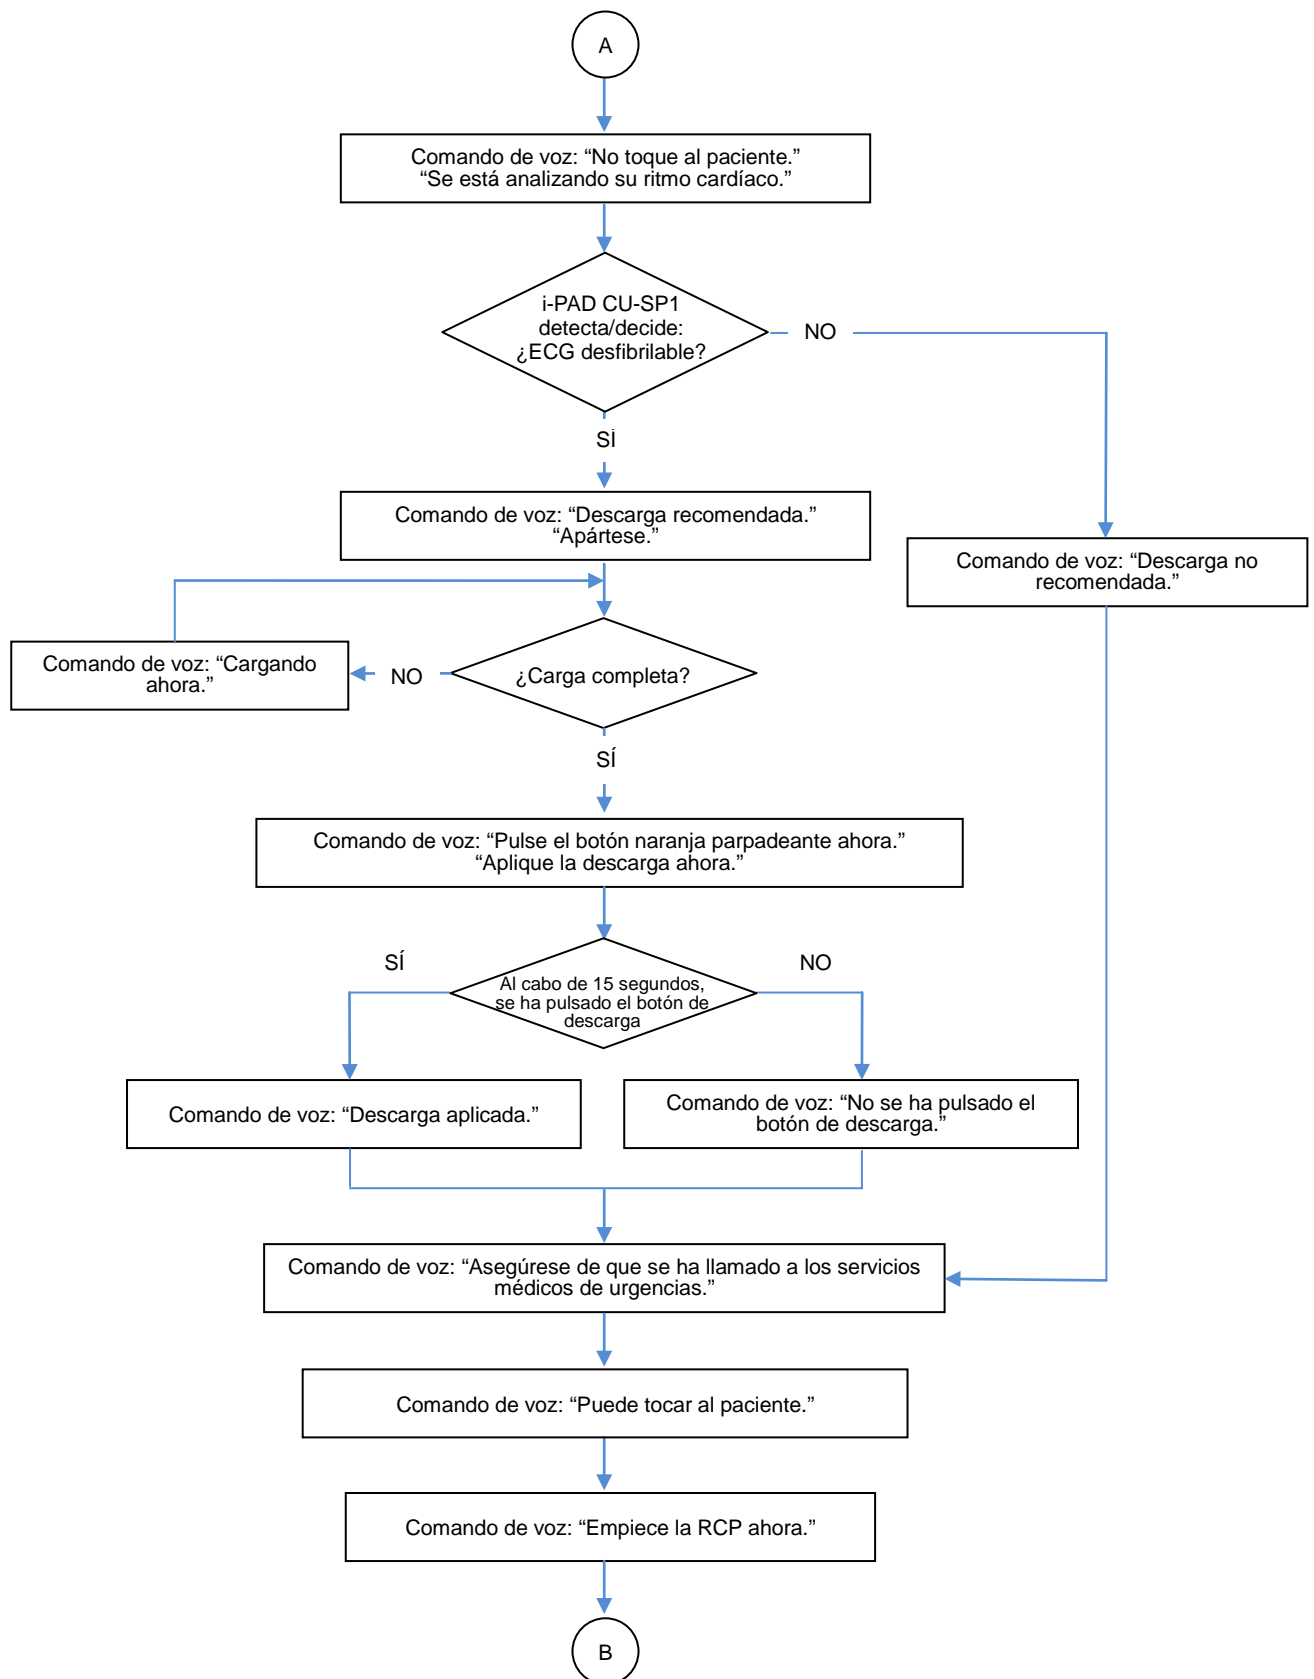 A
Comando de voz: “No toque al paciente.”
“Se está analizando su ritmo cardíaco.”
i-PAD CU-SP1
detecta/decide:
¿ECG desfibrilable?
NO
SÍ
Comando de voz: “Descarga recomendada.”
“Apártese.”
Comando de voz: “Descarga no
recomendada.”
Comando de voz: “Cargando
ahora.”
NO
¿Carga completa?
SÍ
Comando de voz: “Pulse el botón naranja parpadeante ahora.”
“Aplique la descarga ahora.”
SÍ
NO
Al cabo de 15 segundos,
se ha pulsado el botón de
descarga
Comando de voz: “Descarga aplicada.”
Comando de voz: “No se ha pulsado el
botón de descarga.”
Comando de voz: “Asegúrese de que se ha llamado a los servicios
médicos de urgencias.”
Comando de voz: “Puede tocar al paciente.”
Comando de voz: “Empiece la RCP ahora.”
B